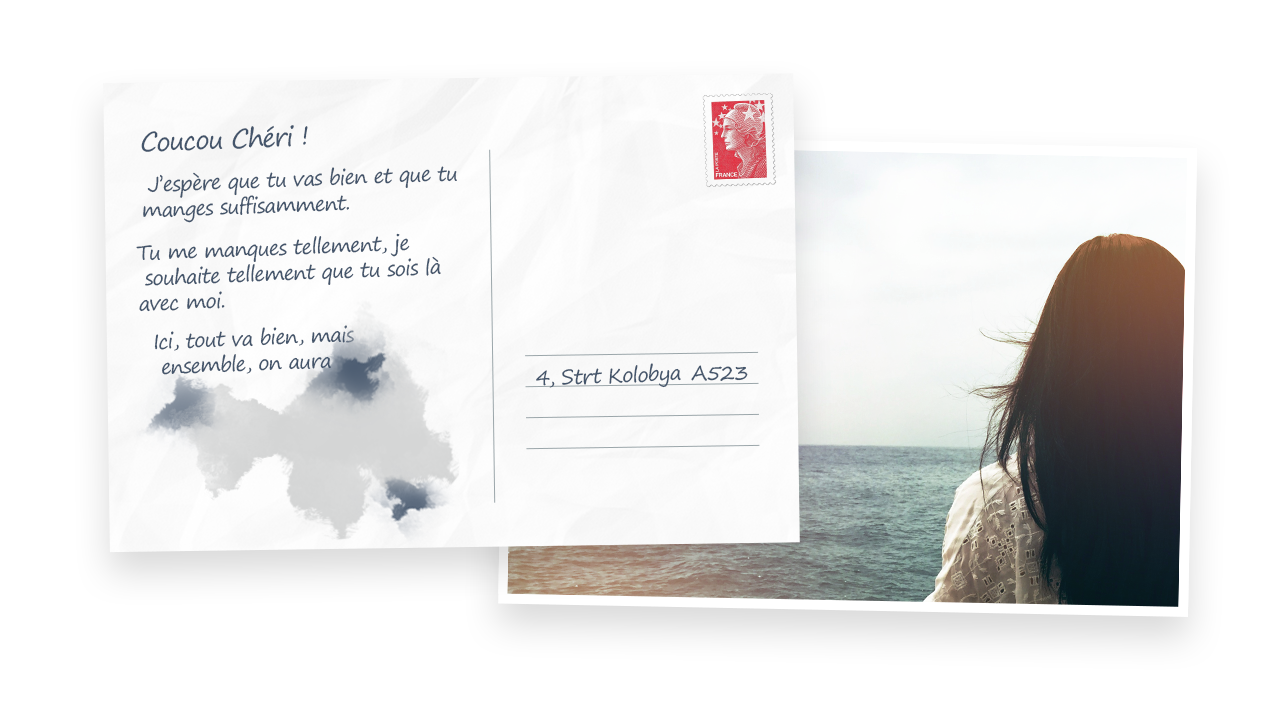 Coucou Chéri !
J'espère que tu vas bien et que tu
manges suffisamment.
Tu me manques tellement, je
souhaite tellement que tu sois là
avec moi.
Ici, tout va bien, mais
ensemble, on aura
4, Strt Kolobya A523
LA POSTE
FRANCE